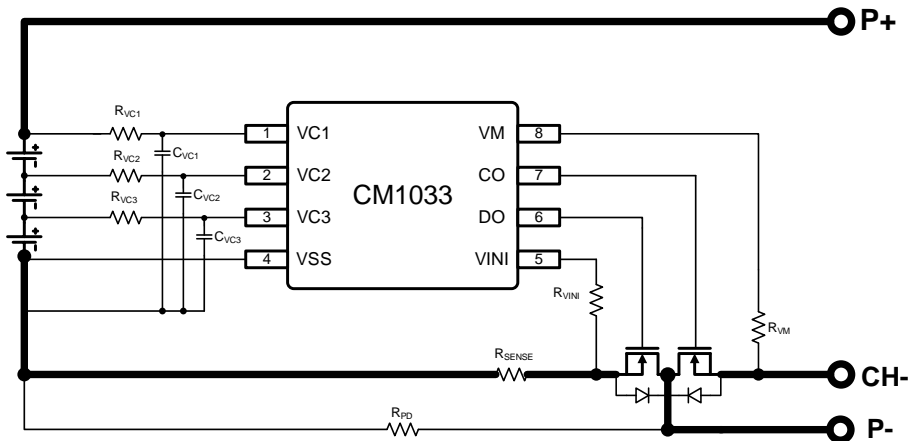 P+
RVC1
1 VC1 VM 8
CVC1
RVC2
2 VC2 CO 7
CVC2
CM1033
RVC3
3 VC3 DO 6
CVC3
4 VSS VINI 5
RVINI
RVM
RSENSE
CH-
RPD
P-